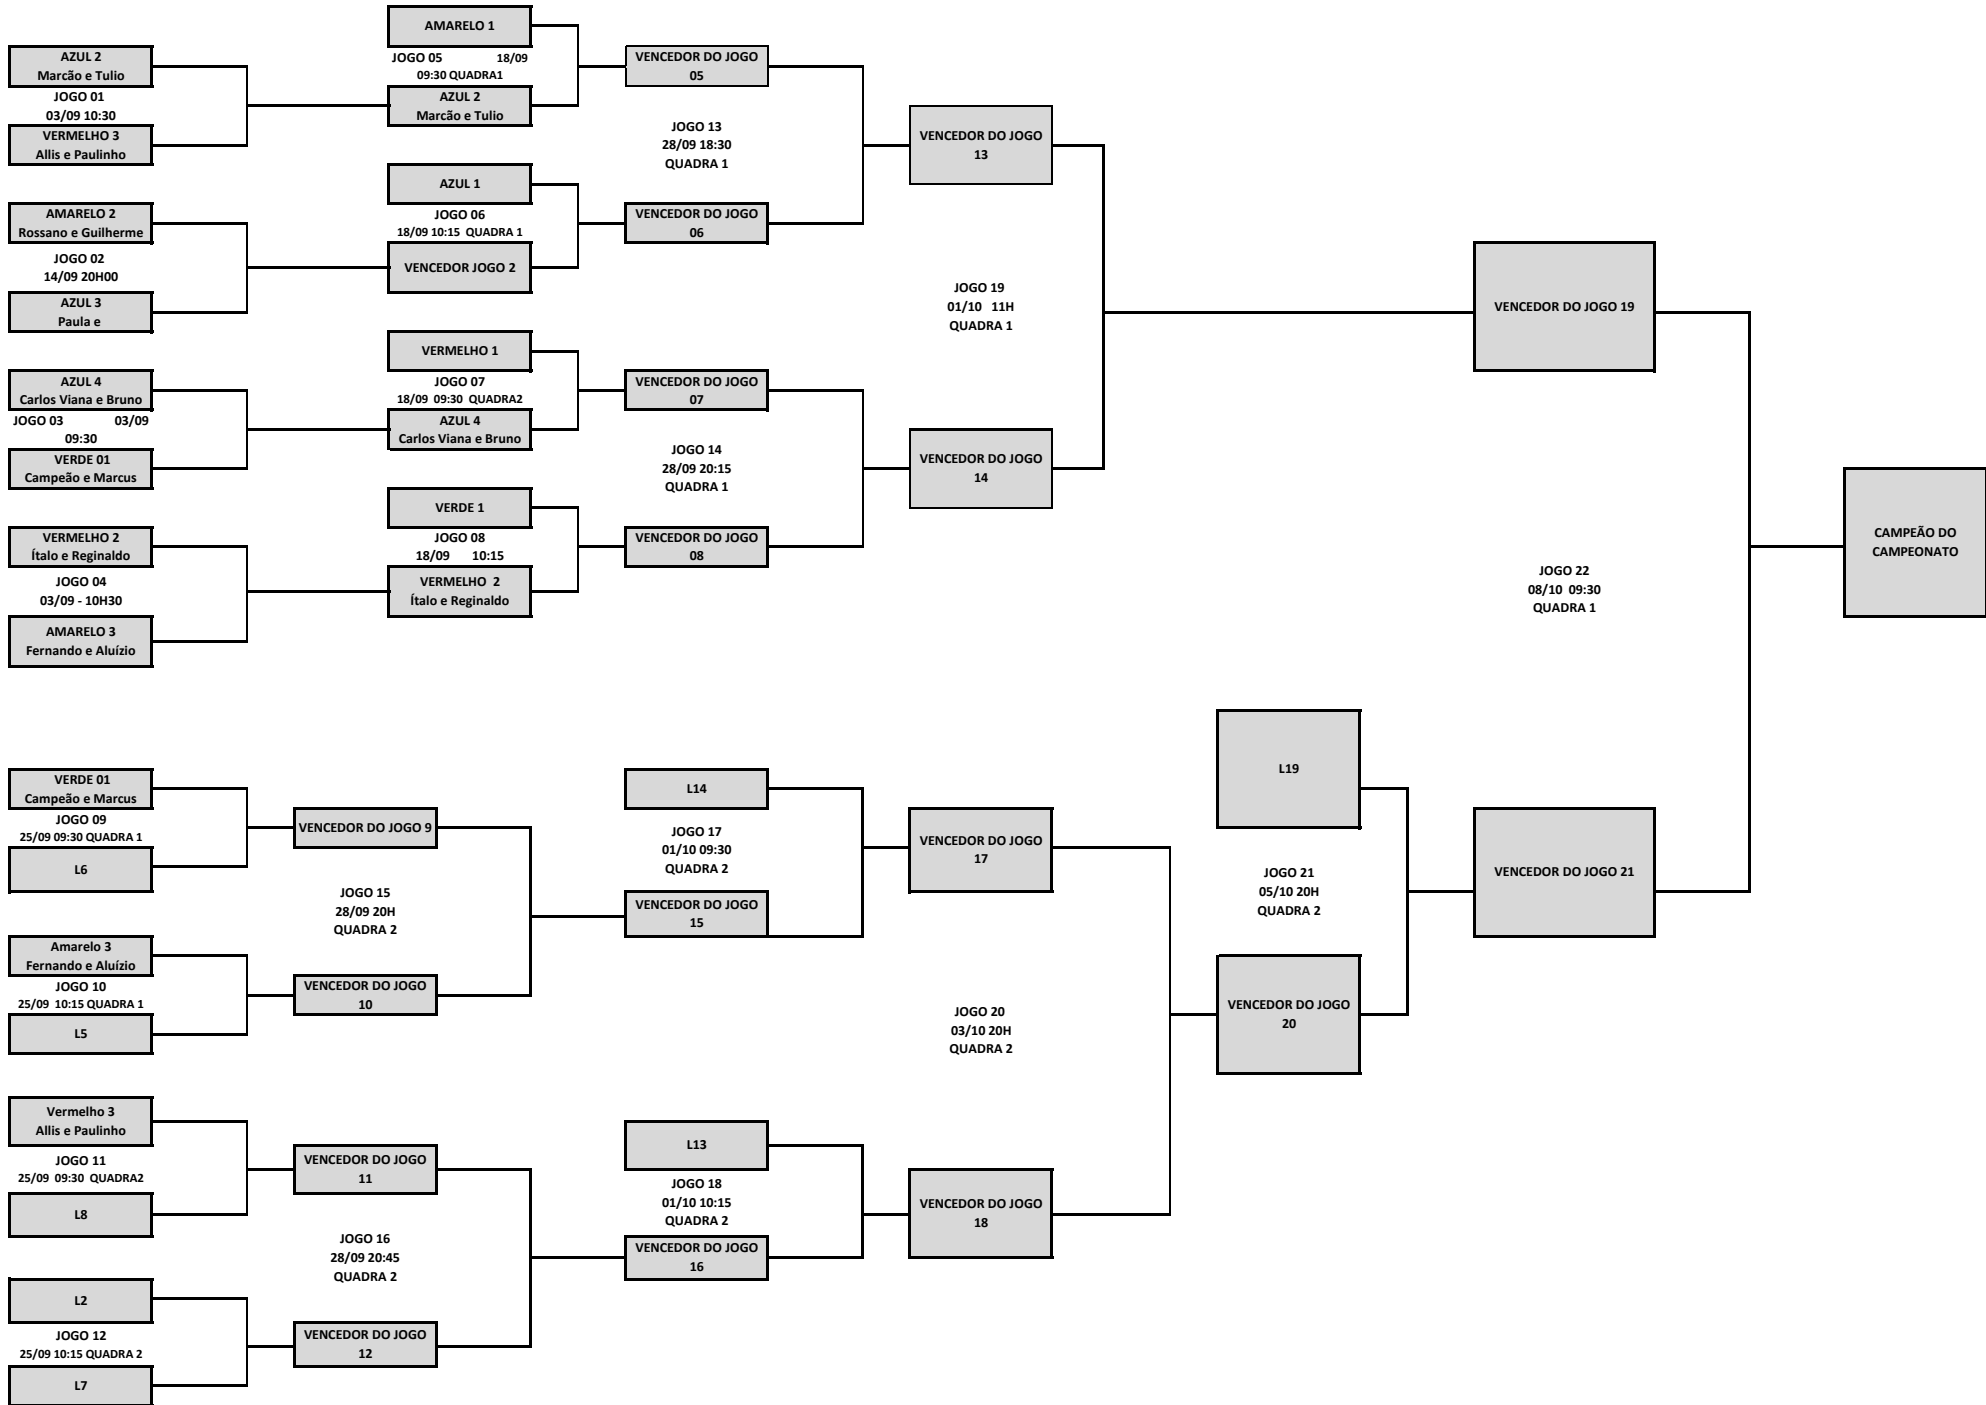 AMARELO 1
AZUL 2
Marcão e Tulio
JOGO 01
03/09 10:30
VERMELHO 3
Allis e Paulinho
JOGO 05 18/09
09:30 QUADRA1
AZUL 2
Marcão e Tulio
VENCEDOR DO JOGO
05
JOGO 13
28/09 18:30
QUADRA 1
VENCEDOR DO JOGO
13
AZUL 1
AMARELO 2
Rossano e Guilherme
JOGO 02
14/09 20H00
AZUL 3
Paula e
JOGO 06
18/09 10:15 QUADRA 1
VENCEDOR JOGO 2
VENCEDOR DO JOGO
06
JOGO 19
01/10 11H
QUADRA 1
VENCEDOR DO JOGO 19
VERMELHO 1
AZUL 4
Carlos Viana e Bruno
JOGO 03 03/09
09:30
VERDE 01
Campeão e Marcus
JOGO 07
18/09 09:30 QUADRA2
AZUL 4
Carlos Viana e Bruno
VENCEDOR DO JOGO
07
JOGO 14
28/09 20:15
QUADRA 1
VENCEDOR DO JOGO
14
VERDE 1
VERMELHO 2
Ítalo e Reginaldo
JOGO 04
03/09 - 10H30
AMARELO 3
Fernando e Aluízio
JOGO 08
18/09 10:15
VERMELHO 2
Ítalo e Reginaldo
VENCEDOR DO JOGO
08
JOGO 22
08/10 09:30
QUADRA 1
CAMPEÃO DO
CAMPEONATO
VERDE 01
Campeão e Marcus
JOGO 09
25/09 09:30 QUADRA 1
L6
VENCEDOR DO JOGO 9
JOGO 15
28/09 20H
QUADRA 2
L14
JOGO 17
01/10 09:30
QUADRA 2
VENCEDOR DO JOGO
15
VENCEDOR DO JOGO
17
L19
JOGO 21
05/10 20H
QUADRA 2
VENCEDOR DO JOGO 21
Amarelo 3
Fernando e Aluízio
JOGO 10
25/09 10:15 QUADRA 1
L5
VENCEDOR DO JOGO
10
JOGO 20
03/10 20H
QUADRA 2
VENCEDOR DO JOGO
20
Vermelho 3
Allis e Paulinho
JOGO 11
25/09 09:30 QUADRA2
L8
VENCEDOR DO JOGO
11
JOGO 16
28/09 20:45
QUADRA 2
L13
JOGO 18
01/10 10:15
QUADRA 2
VENCEDOR DO JOGO
16
VENCEDOR DO JOGO
18
L2
JOGO 12
25/09 10:15 QUADRA 2
L7
VENCEDOR DO JOGO
12